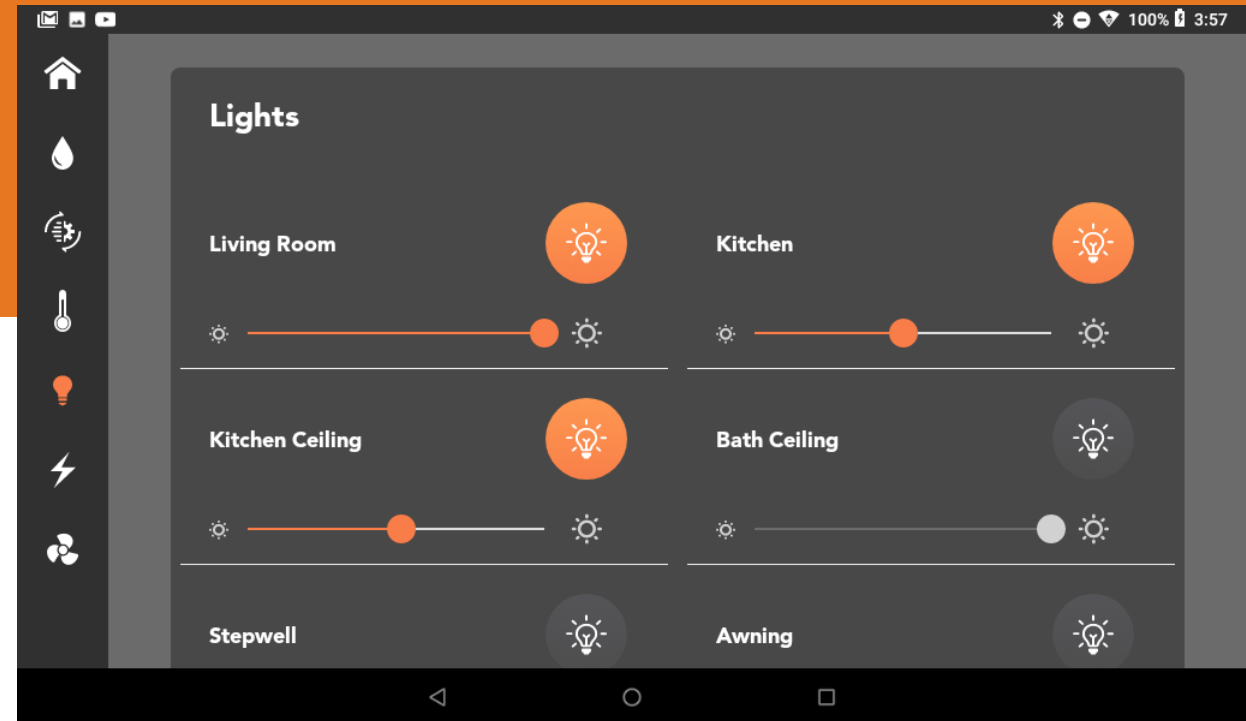 100% 3:57
Lights
Living Room
Kitchen
Kitchen Ceiling
Bath Ceiling
Stepwell
Awning